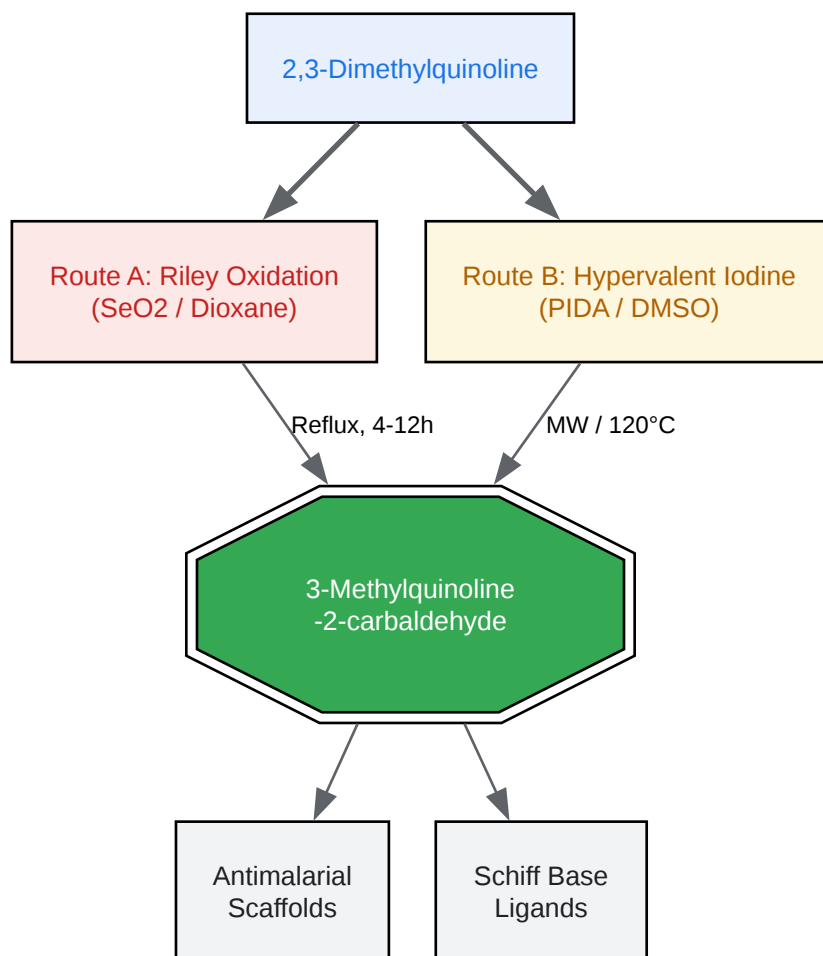 2,3-Dimethylquinoline
Route A: Riley Oxidation
(SeO2 / Dioxane)
Route B: Hypervalent Iodine
(PIDA / DMSO)
Reflux, 4-12h
MW / 120°C
3-Methylquinoline
-2-carbaldehyde
Antimalarial
Scaffolds
Schiff Base
Ligands